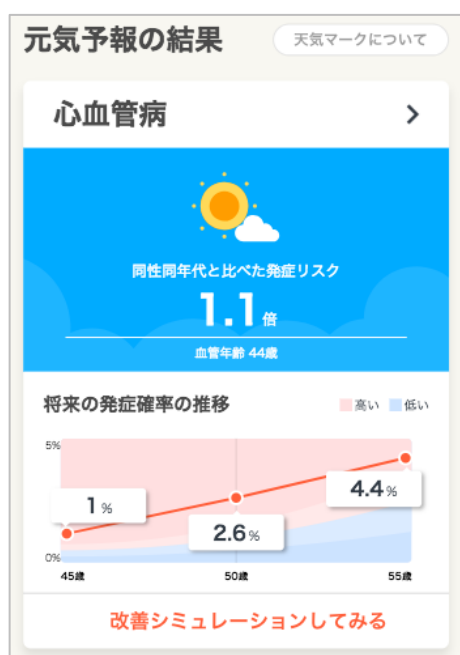 元気予報の結果
天気マークについて
心血管病
同性同年代と比べた発症リスク
1.1倍
血管年齢 44歳
将来の発症確率の推移
高い 低い
5%
1%
2.6%
4.4%
0%
45歳 50歳 55歳
改善シミュレーションしてみる